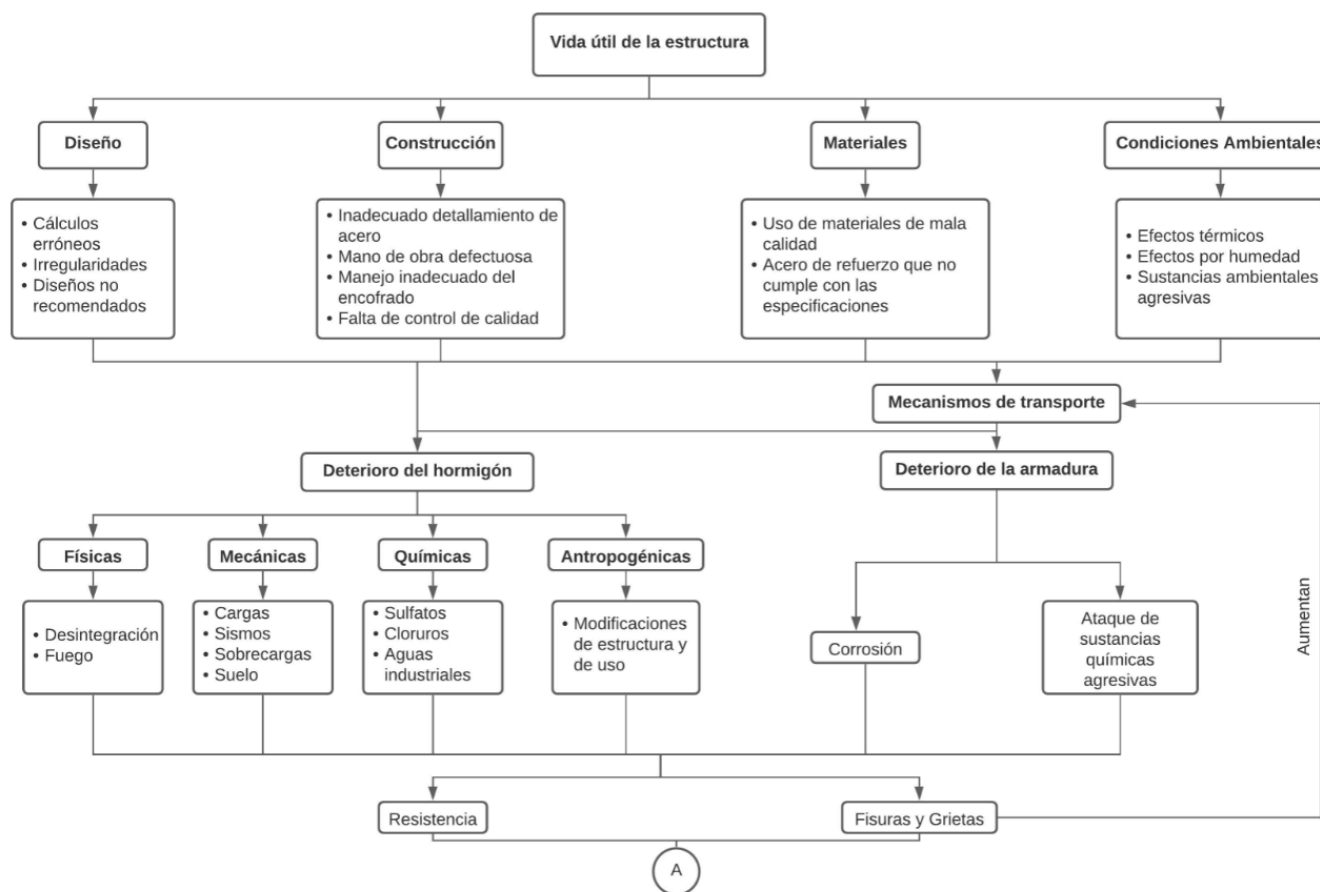 Vida útil de la estructura
Diseño
Construcción
Materiales
Condiciones Ambientales
• Cálculos
erróneos
• Irregularidades
• Diseños no
recomendados
• Inadecuado detallamiento de
acero
• Mano de obra defectuosa
• Manejo inadecuado del
encofrado
• Falta de control de calidad
• Uso de materiales de mala
calidad
• Acero de refuerzo que no
cumple con las
especificaciones
• Efectos térmicos
• Efectos por humedad
• Sustancias ambientales
agresivas
Mecanismos de transporte
Deterioro del hormigón
Deterioro de la armadura
Físicas
Mecánicas
Químicas
Antropogénicas
• Desintegración
• Fuego
• Cargas
• Sismos
• Sobrecargas
• Suelo
• Sulfatos
• Cloruros
• Aguas
industriales
• Modificaciones
de estructura y
de uso
Corrosión
Ataque de
sustancias
químicas
agresivas
Aumentan
Resistencia
Fisuras y Grietas
A